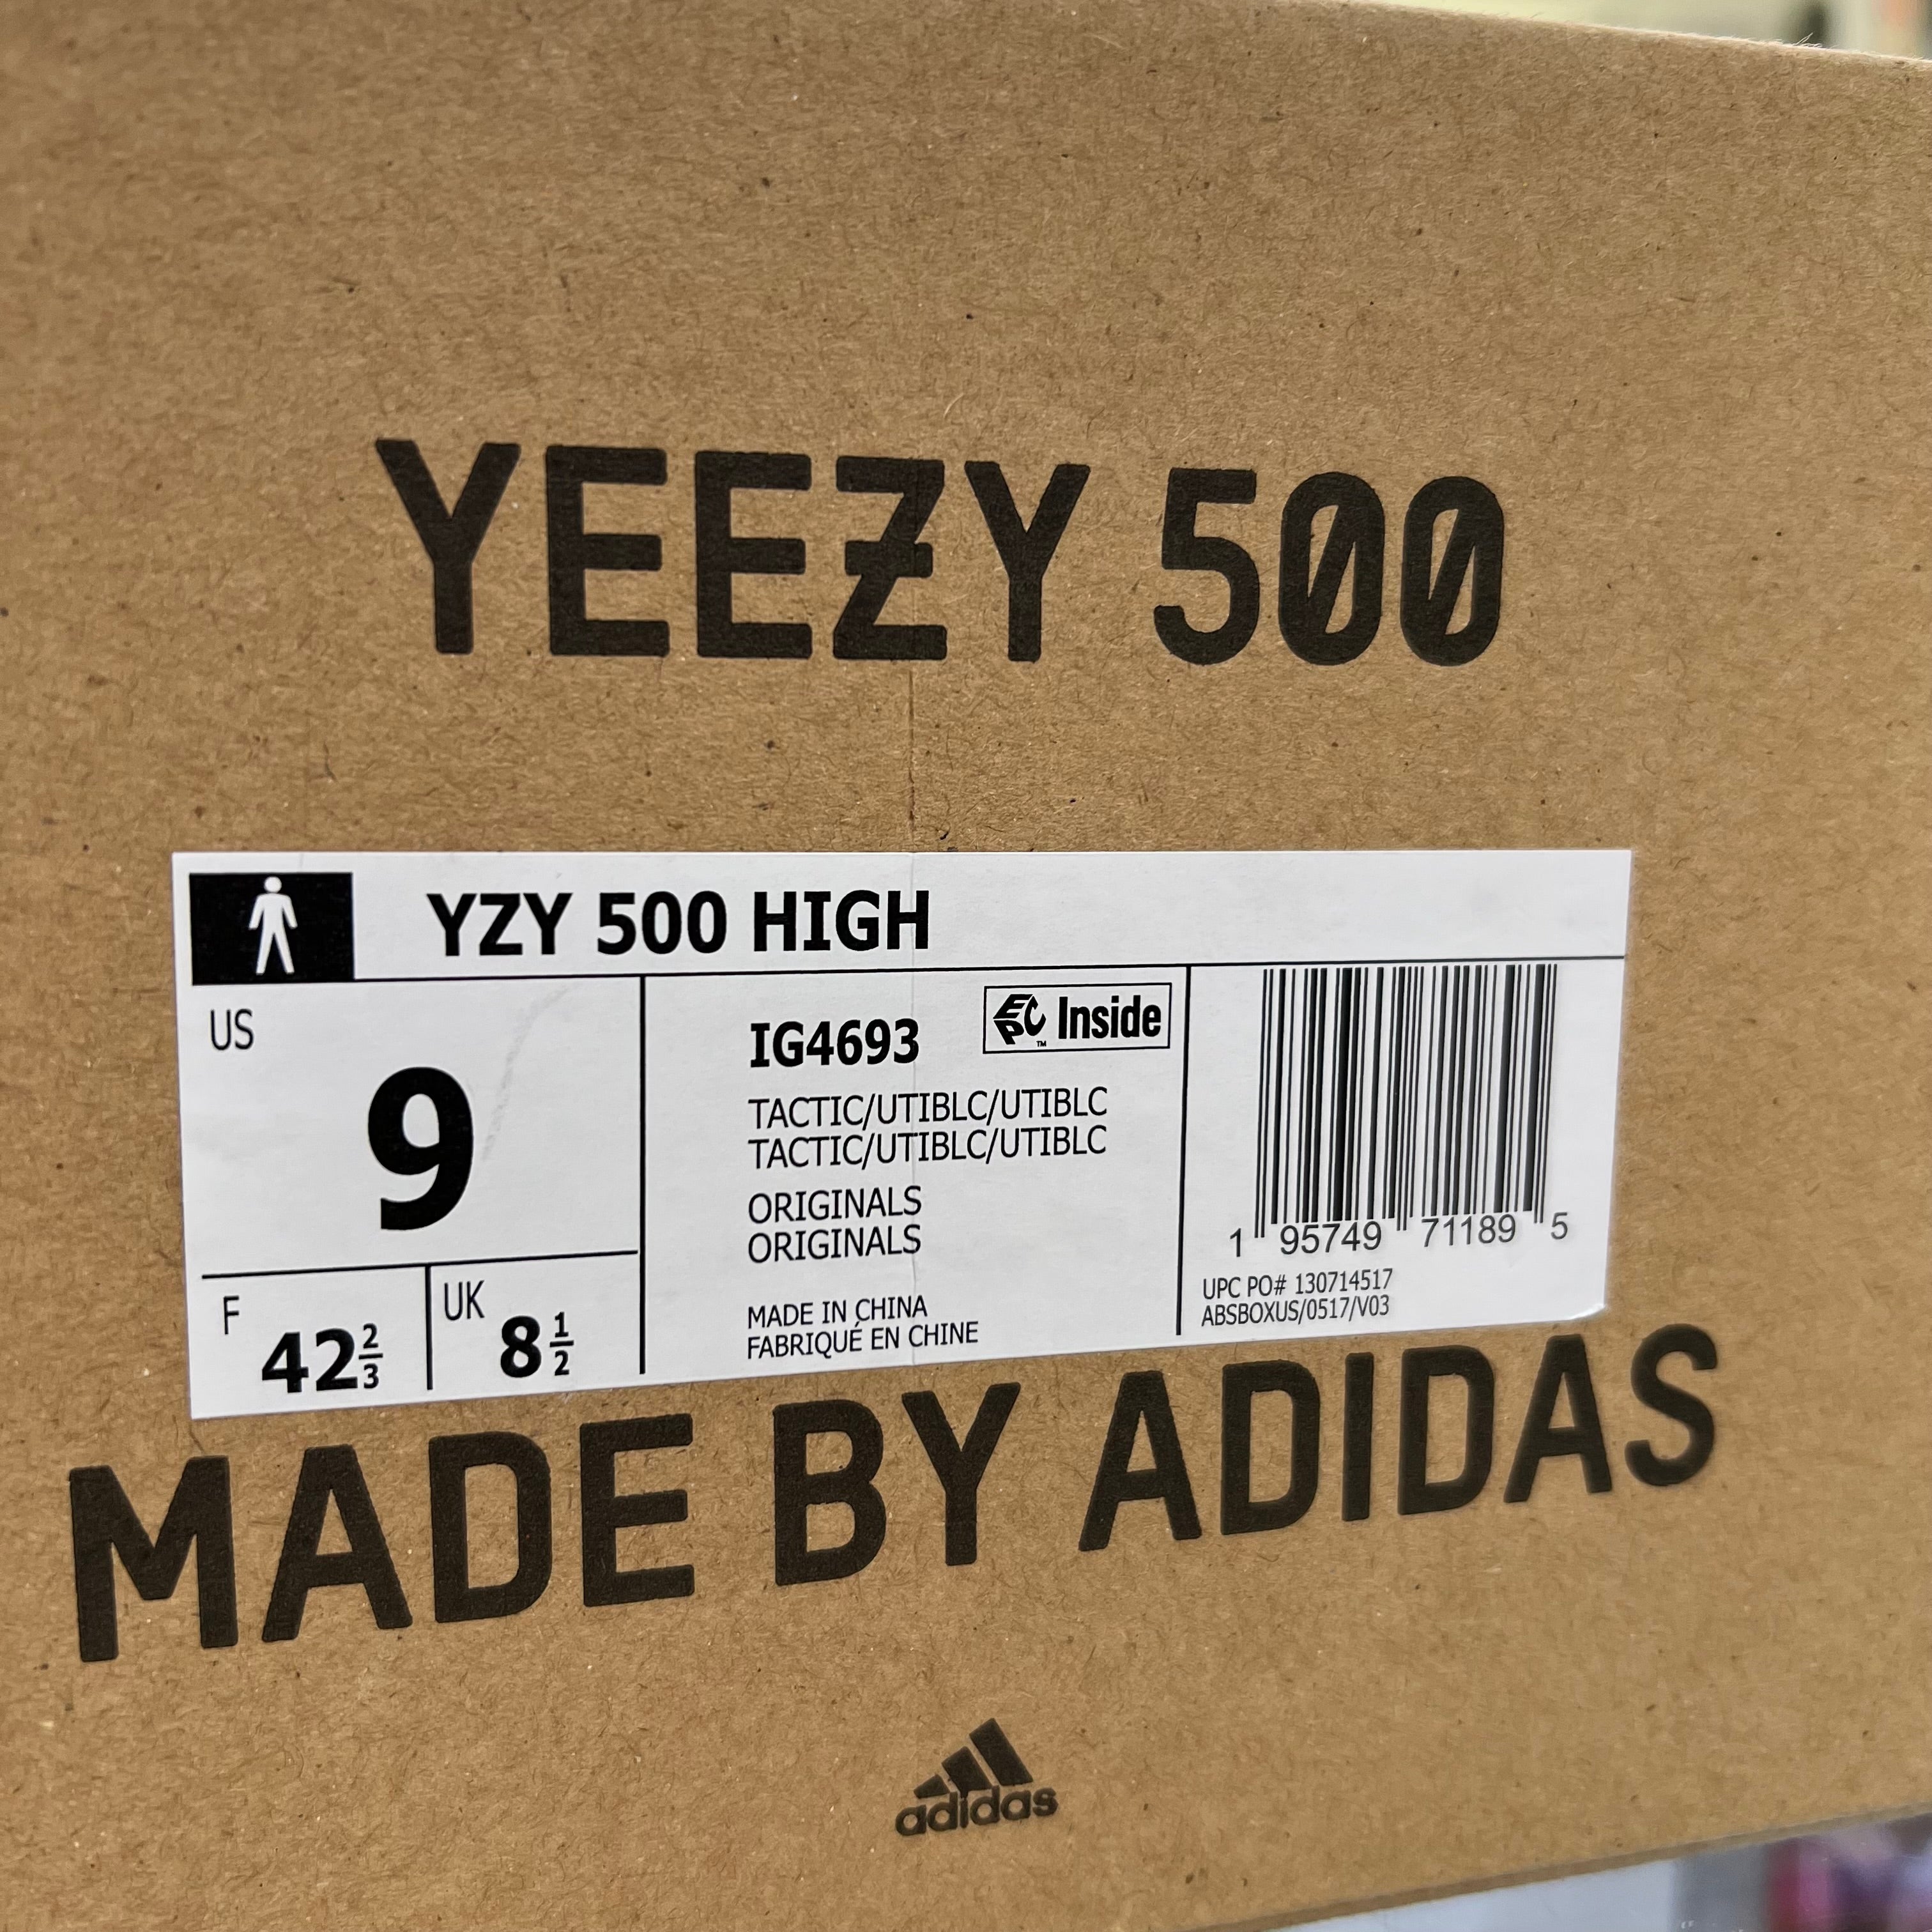 YEEZY 500
YZY 500 HIGH
US
9
F
42 2/3
UK
8 1/2
IG4693
EPC Inside
TM
TACTIC/UTIBLC/UTIBLC
TACTIC/UTIBLC/UTIBLC
ORIGINALS
ORIGINALS
MADE IN CHINA
FABRIQUÉ EN CHINE
1 95749 71189 5
UPC PO# 130714517
ABSBOXUS/0517/V03
MADE BY ADIDAS
adidas